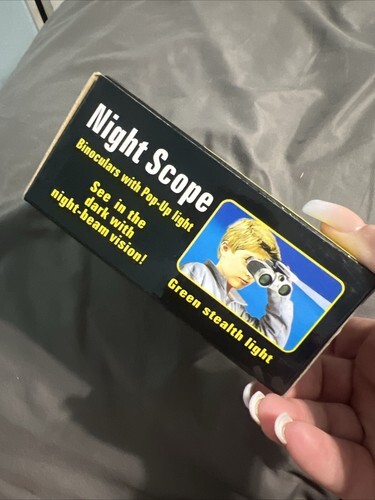 Night Scope
Binoculars with Pop-Up light
See in the
dark with
night-beam vision!
Green stealth light